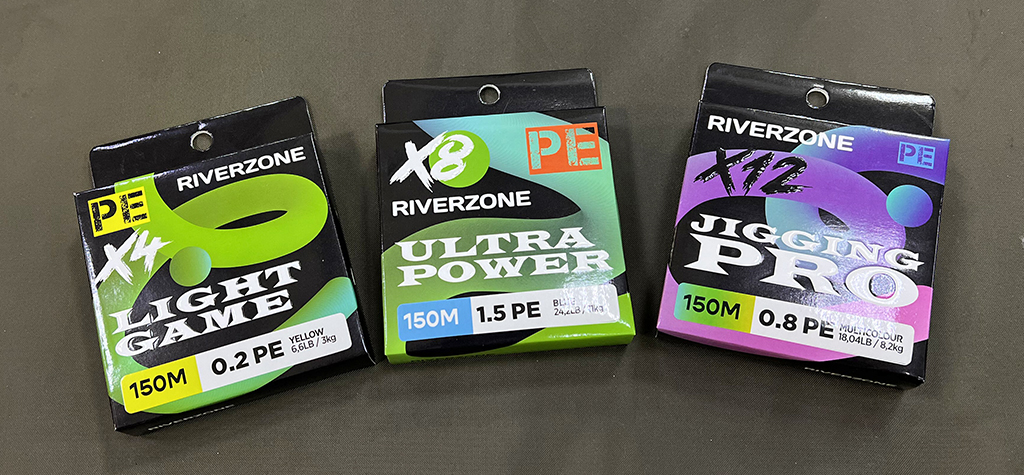 RIVERZONE
PE
X4
LIGHT
GAME
150M
0.2 PE
YELLOW
6,6LB / 3kg
X8
PE
RIVERZONE
ULTRA
POWER
150M
1.5 PE
BLUE
24,2LB / 11kg
RIVERZONE
PE
X12
JIGGING
PRO
150M
0.8 PE
MULTICOLOUR
18,04LB / 8,2kg